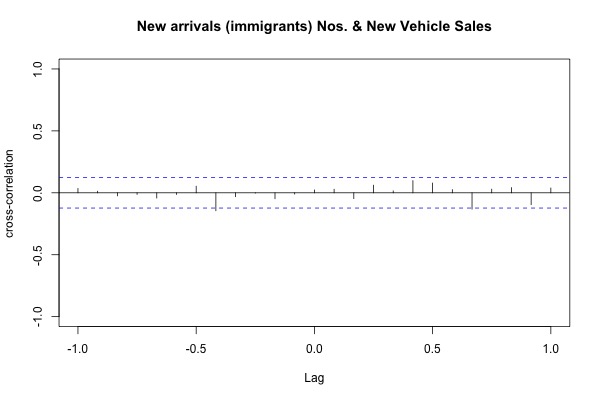 New arrivals (immigrants) Nos. & New Vehicle Sales
cross-correlation
1.0
0.5
0.0
-0.5
-1.0
-1.0 -0.5 0.0 0.5 1.0
Lag